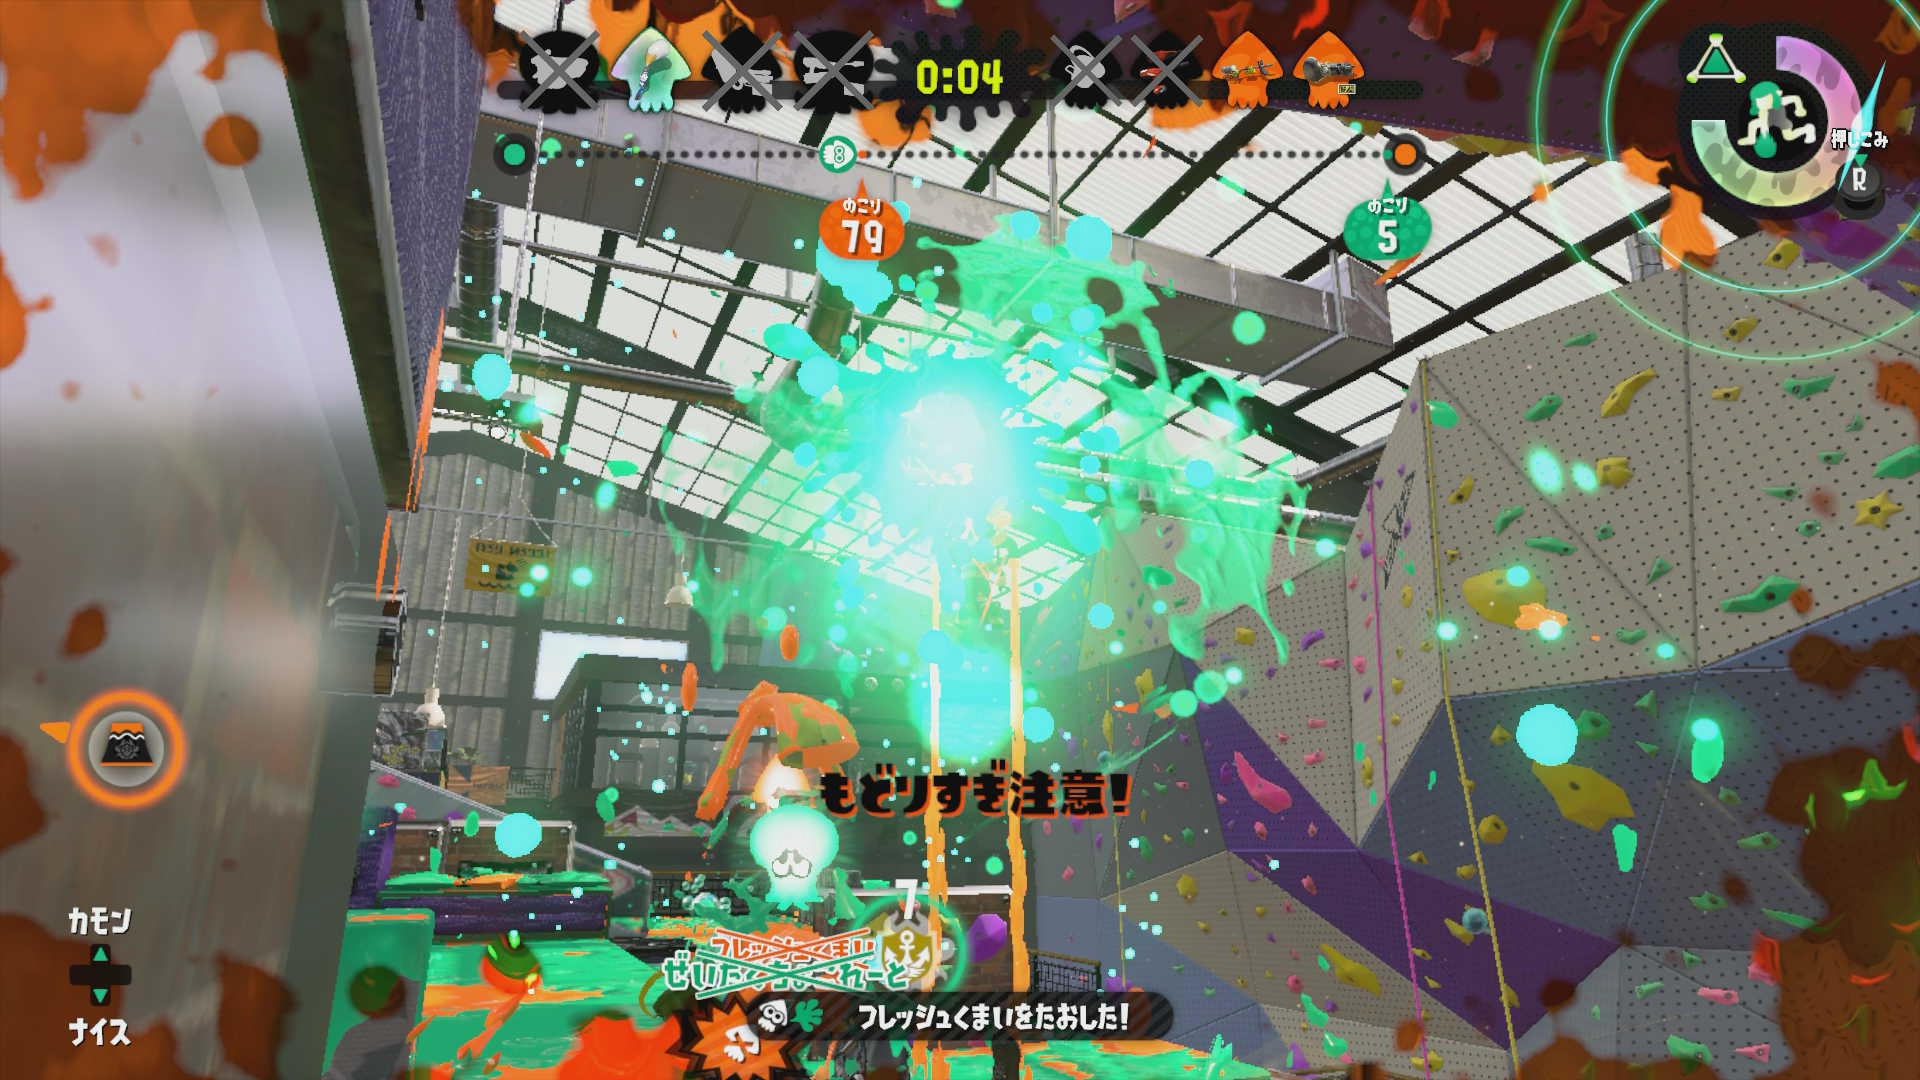 0:04
8
のこり
79
のこり
5
押しこみ
R
もどりすぎ注意!
7
フレッシュくまい
カモン
ナイス
フレッシュくまいをたおした!